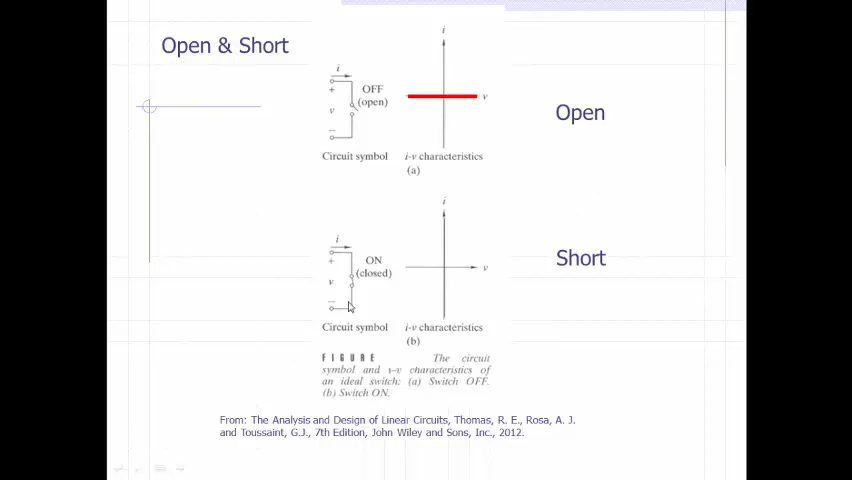 Open & Short
i
i
+
OFF
(open)
v
v
–
Open
Circuit symbol
i-v characteristics
(a)
i
i
+
ON
(closed)
v
v
–
Short
Circuit symbol
i-v characteristics
(b)
FIGURE The circuit
symbol and i–v characteristics of
an ideal switch: (a) Switch OFF.
(b) Switch ON.
From: The Analysis and Design of Linear Circuits, Thomas, R. E., Rosa, A. J.
and Toussaint, G.J., 7th Edition, John Wiley and Sons, Inc., 2012.